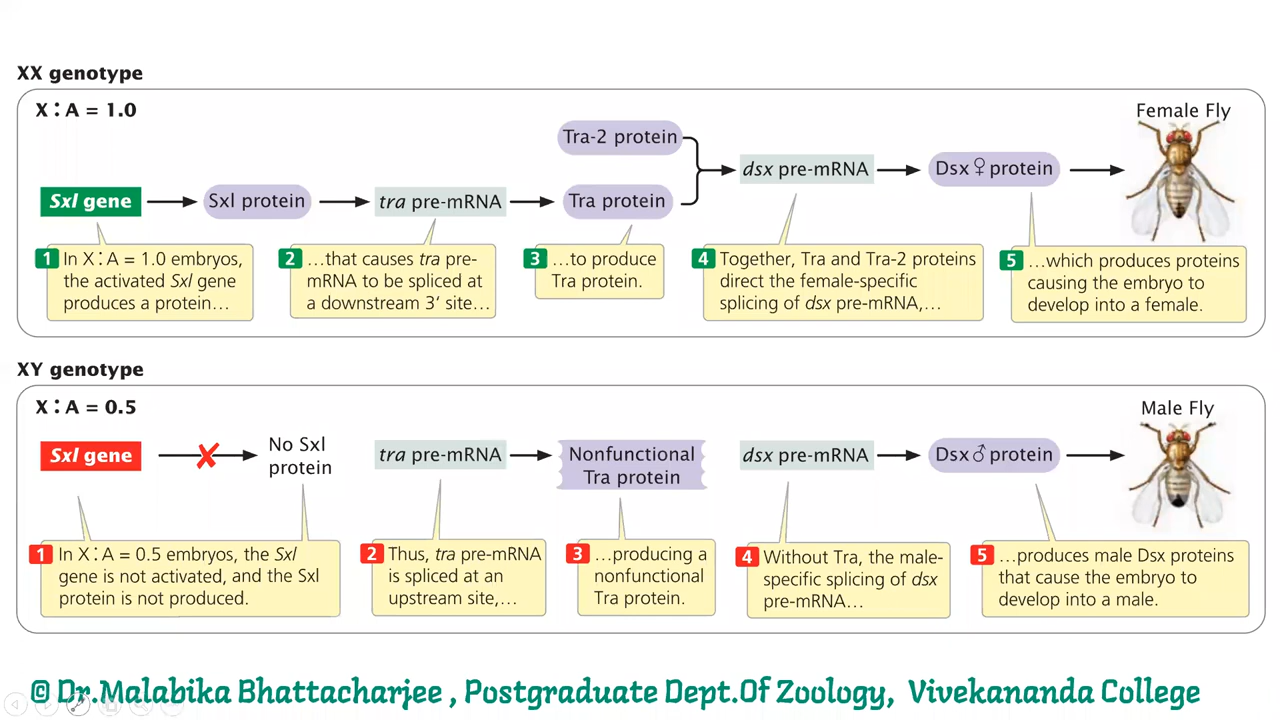 XX genotype
X : A = 1.0
Female Fly
Tra-2 protein
dsx pre-mRNA
Dsx ♀ protein
Sxl gene
Sxl protein
tra pre-mRNA
Tra protein
1 In X : A = 1.0 embryos,
the activated Sxl gene
produces a protein…
2 …that causes tra pre-
mRNA to be spliced at
a downstream 3′ site…
3 …to produce
Tra protein.
4 Together, Tra and Tra-2 proteins
direct the female-specific
splicing of dsx pre-mRNA,…
5 …which produces proteins
causing the embryo to
develop into a female.
XY genotype
X : A = 0.5
Male Fly
Sxl gene
No Sxl
protein
tra pre-mRNA
Nonfunctional
Tra protein
dsx pre-mRNA
Dsx ♂ protein
1 In X : A = 0.5 embryos, the Sxl
gene is not activated, and the Sxl
protein is not produced.
2 Thus, tra pre-mRNA
is spliced at an
upstream site,…
3 …producing a
nonfunctional
Tra protein.
4 Without Tra, the male-
specific splicing of dsx
pre-mRNA…
5 …produces male Dsx proteins
that cause the embryo to
develop into a male.
© Dr.Malabika Bhattacharjee , Postgraduate Dept.Of Zoology, Vivekananda College